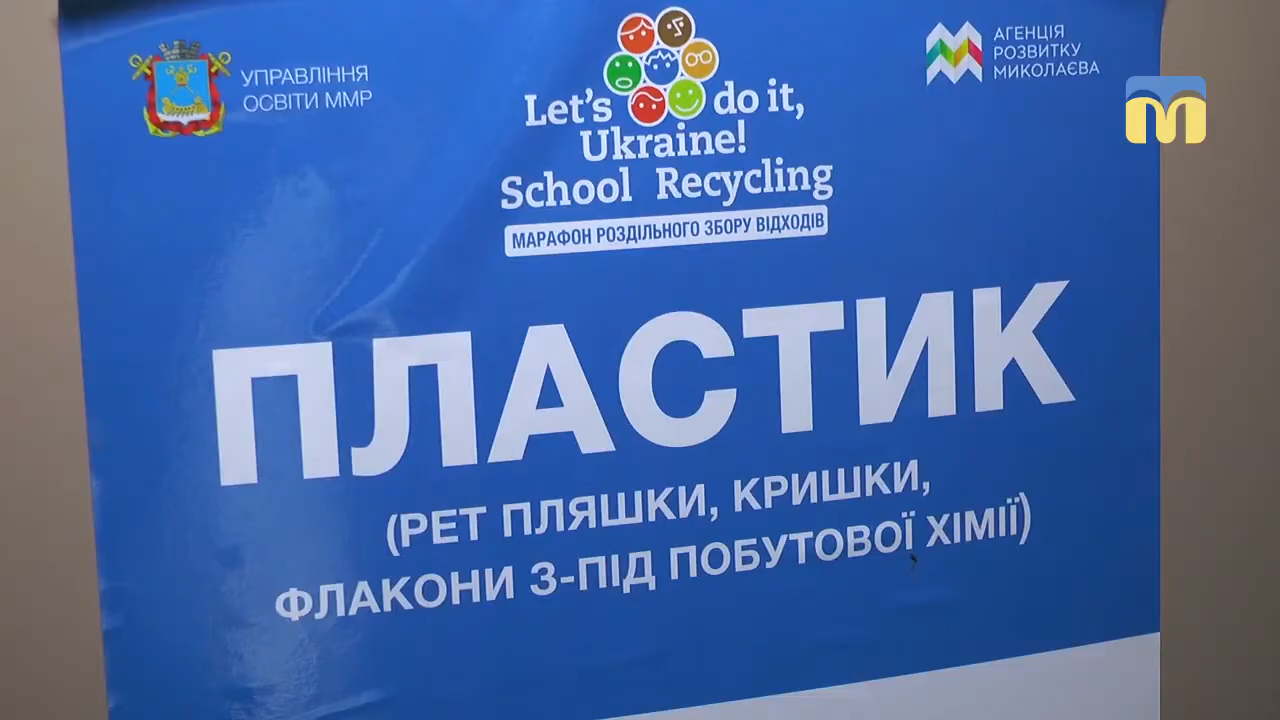 УПРАВЛІННЯ
ОСВІТИ ММР
Let's do it,
Ukraine!
School Recycling
МАРАФОН РОЗДІЛЬНОГО ЗБОРУ ВІДХОДІВ
АГЕНЦІЯ
РОЗВИТКУ
МИКОЛАЄВА
ПЛАСТИК
(РЕТ ПЛЯШКИ, КРИШКИ,
ФЛАКОНИ З-ПІД ПОБУТОВОЇ ХІМІЇ)